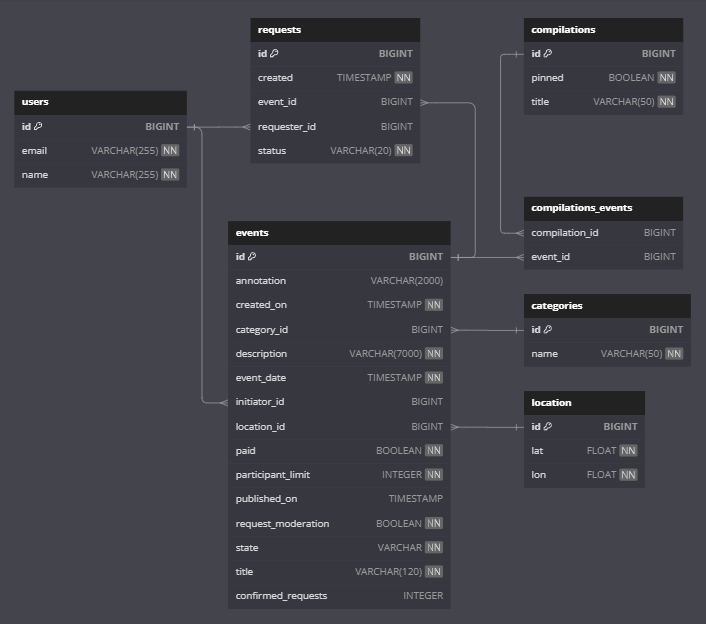 users
id BIGINT
email VARCHAR(255) NN
name VARCHAR(255) NN
requests
id BIGINT
created TIMESTAMP NN
event_id BIGINT
requester_id BIGINT
status VARCHAR(20) NN
events
id BIGINT
annotation VARCHAR(2000)
created_on TIMESTAMP NN
category_id BIGINT
description VARCHAR(7000) NN
event_date TIMESTAMP NN
initiator_id BIGINT
location_id BIGINT
paid BOOLEAN NN
participant_limit INTEGER NN
published_on TIMESTAMP
request_moderation BOOLEAN NN
state VARCHAR NN
title VARCHAR(120) NN
confirmed_requests INTEGER
compilations
id BIGINT
pinned BOOLEAN NN
title VARCHAR(50) NN
compilations_events
compilation_id BIGINT
event_id BIGINT
categories
id BIGINT
name VARCHAR(50) NN
location
id BIGINT
lat FLOAT NN
lon FLOAT NN